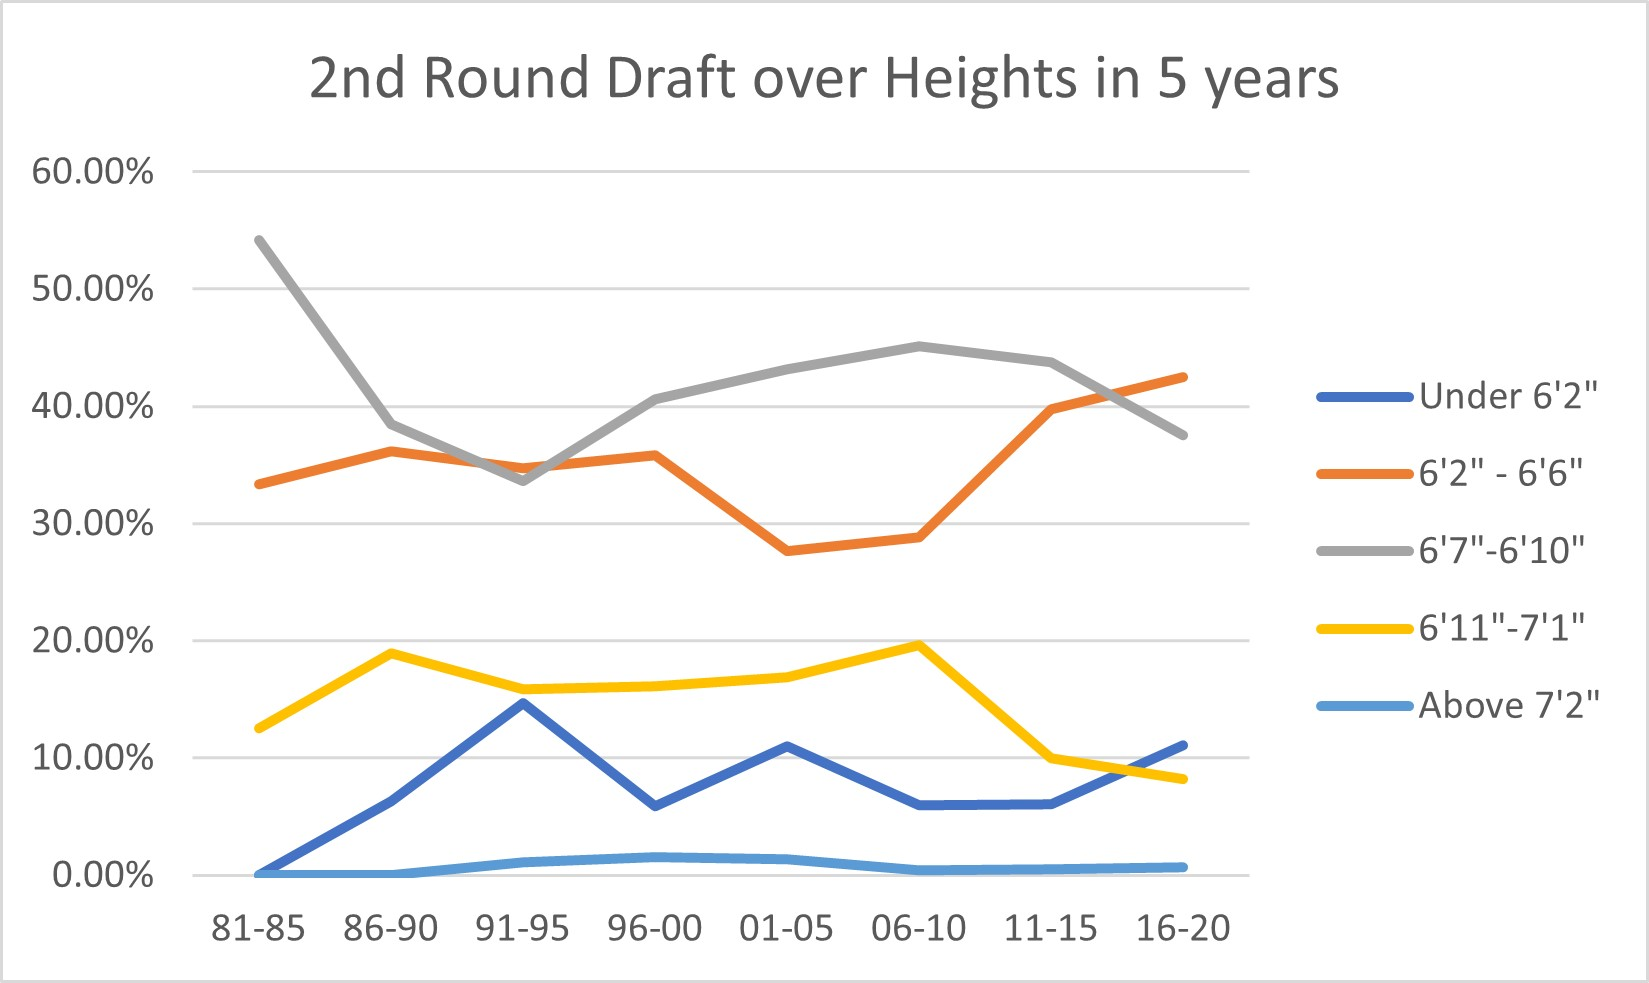 2nd Round Draft over Heights in 5 years
60.00%
50.00%
40.00%
30.00%
20.00%
10.00%
0.00%
81-85 86-90 91-95 96-00 01-05 06-10 11-15 16-20
Under 6'2"
6'2" - 6'6"
6'7"-6'10"
6'11"-7'1"
Above 7'2"